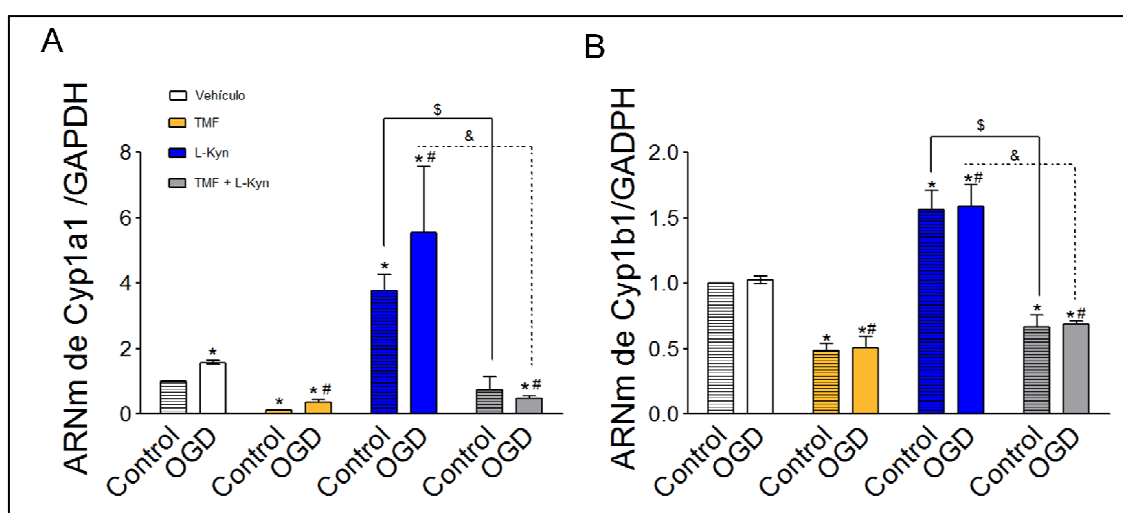 A
ARNm de Cyp1a1 /GAPDH
Vehículo
TMF
L-Kyn
TMF + L-Kyn
8
6
4
2
0
*
*
* #
*
*#
*#
$
&
Control
OGD
Control
OGD
Control
OGD
Control
OGD
B
ARNm de Cyp1b1/GADPH
2.0
1.5
1.0
0.5
0.0
*
*#
*
*#
*
*#
$
&
Control
OGD
Control
OGD
Control
OGD
Control
OGD